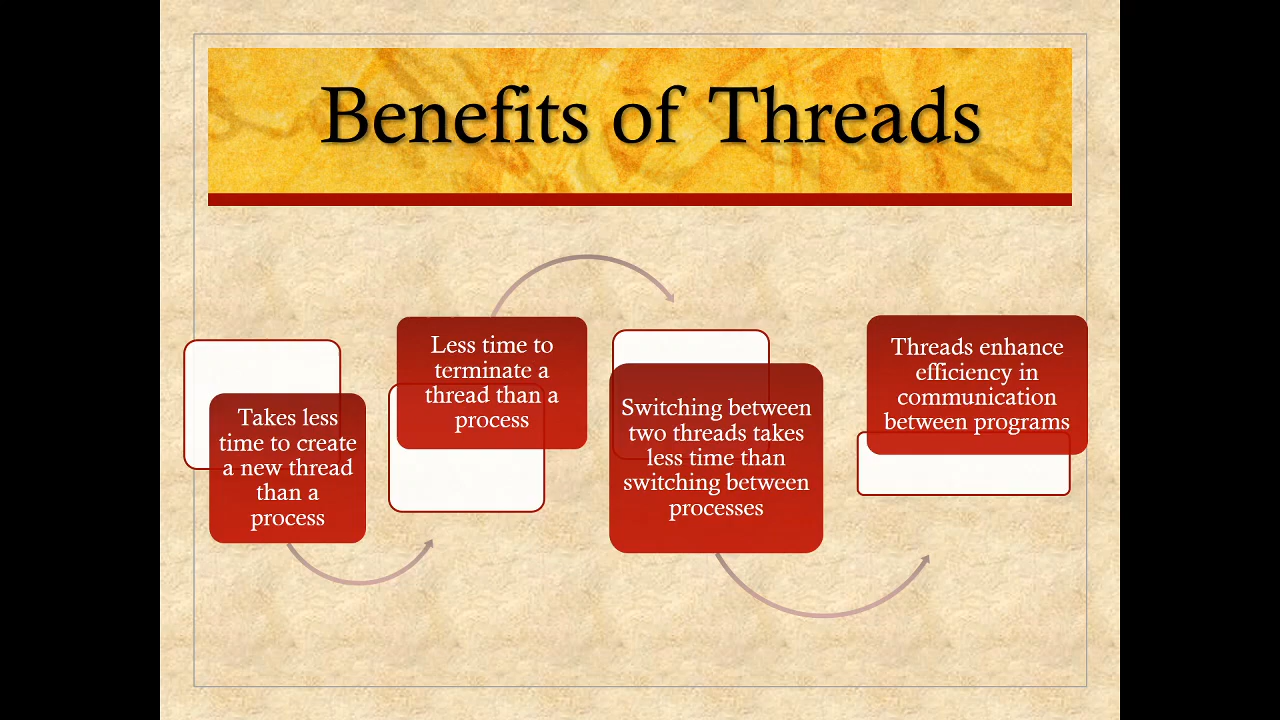 Benefits of Threads
Takes less
time to create
a new thread
than a
process
Less time to
terminate a
thread than a
process
Switching between
two threads takes
less time than
switching between
processes
Threads enhance
efficiency in
communication
between programs